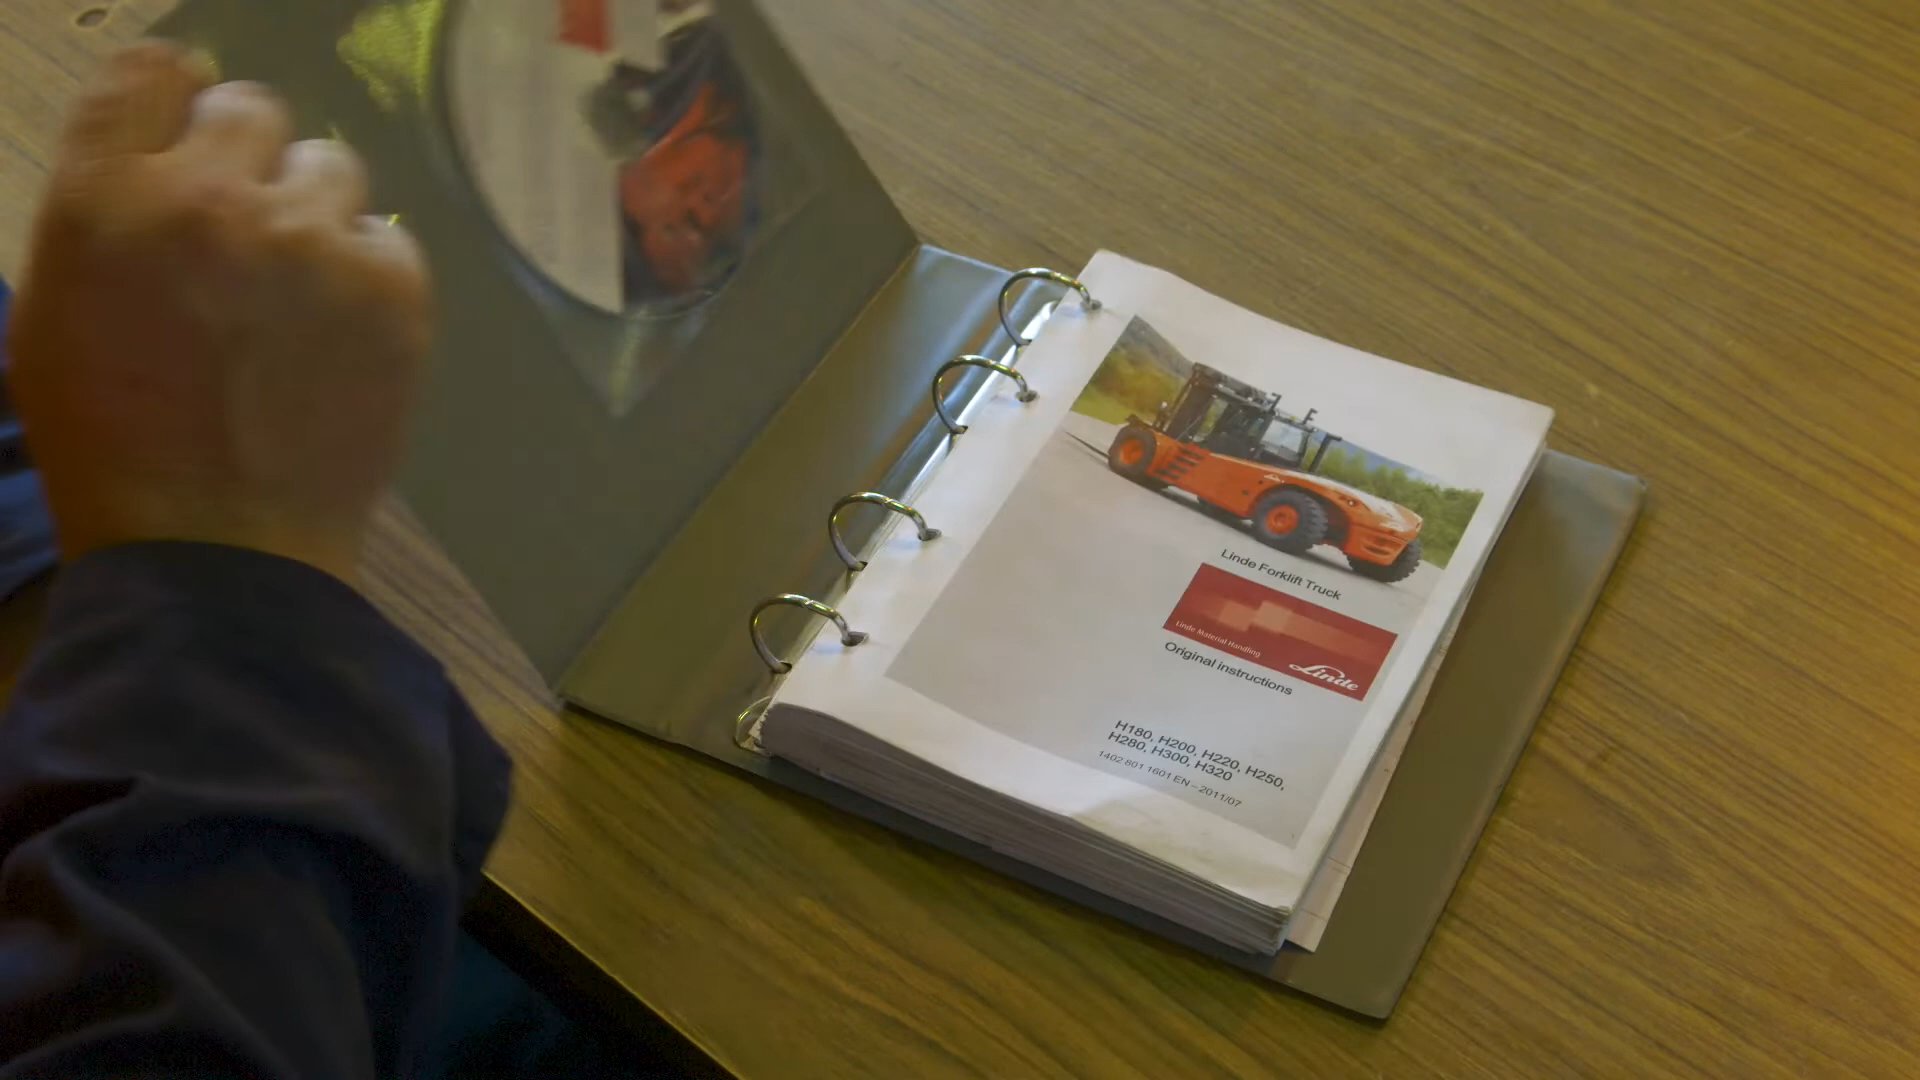 Linde Forklift Truck
Linde Material Handling
Linde
Original instructions
H180, H200, H220, H250,
H280, H300, H320
1402 801 1601 EN – 2011/07